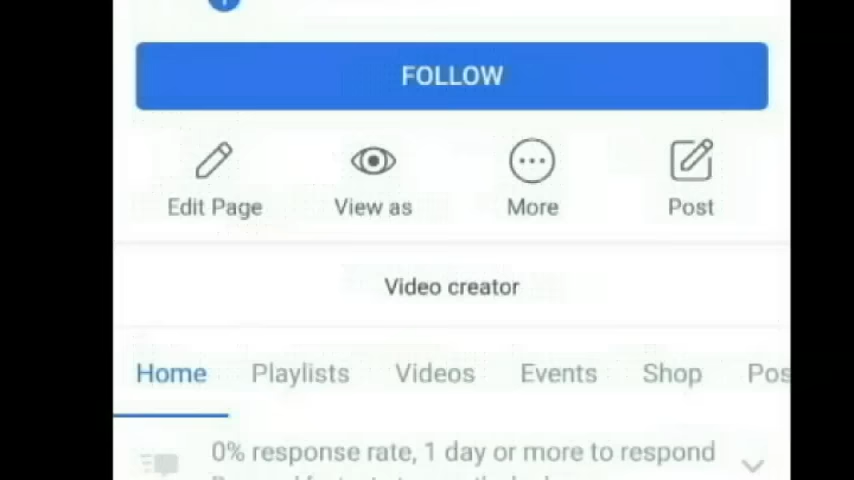 FOLLOW
Edit Page View as More Post
Video creator
Home Playlists Videos Events Shop Pos
0% response rate, 1 day or more to respond